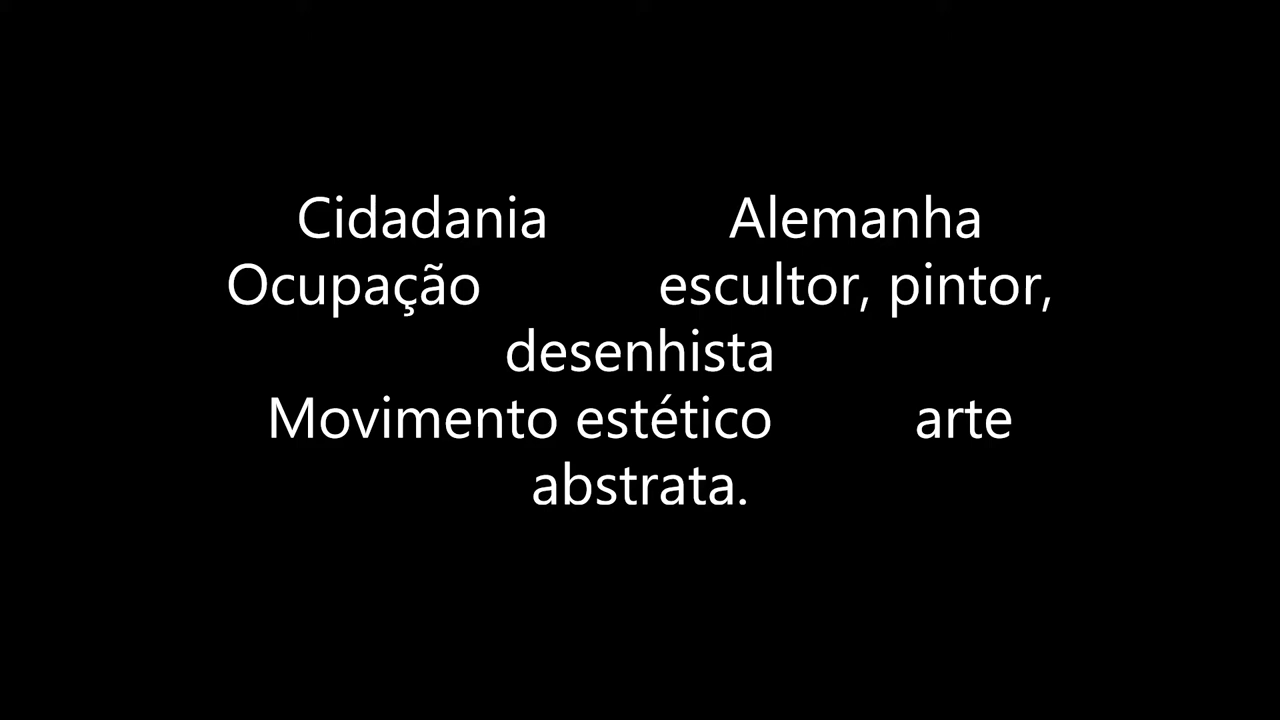 Cidadania Alemanha
Ocupação escultor, pintor,
desenhista
Movimento estético arte
abstrata.